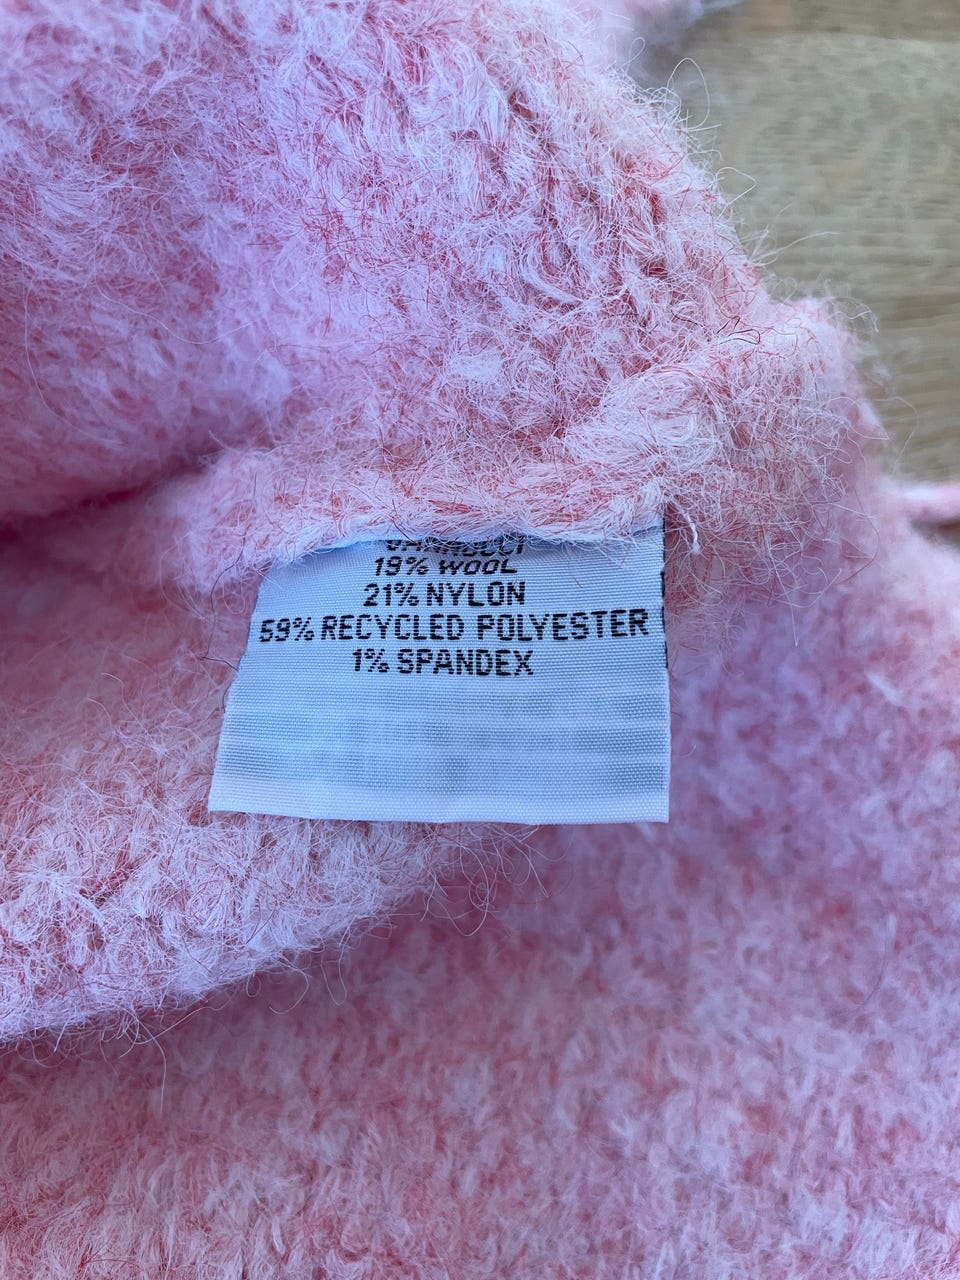 19% WOOL
21% NYLON
59% RECYCLED POLYESTER
1% SPANDEX